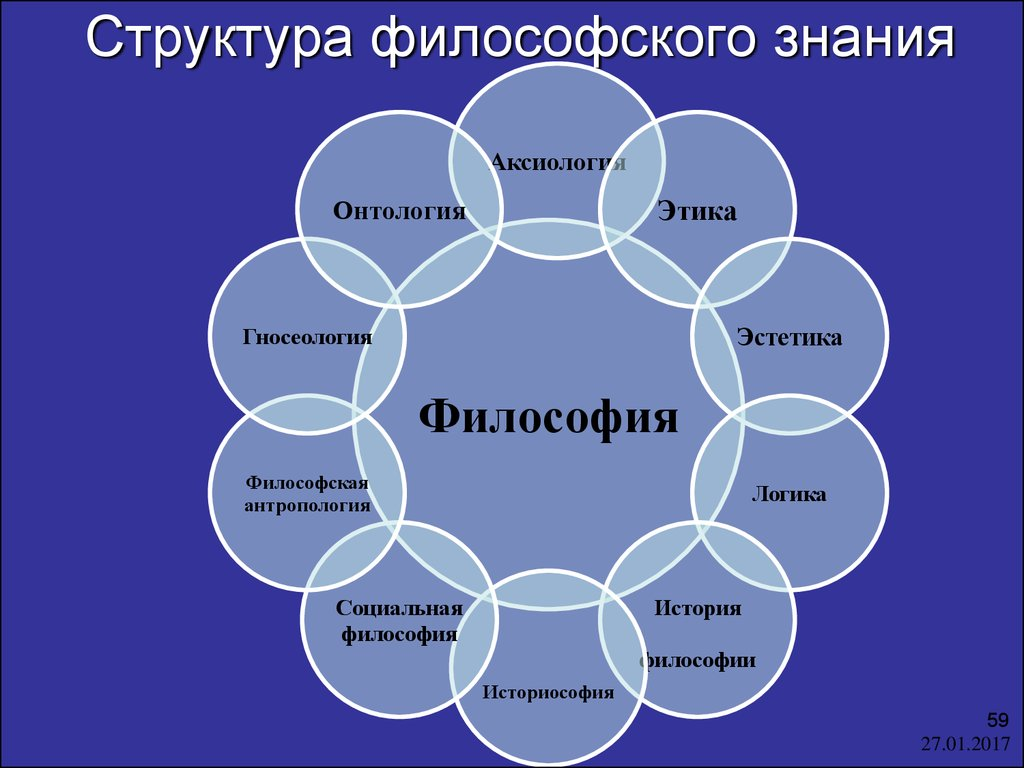 Структура философского знания
Аксиология
Онтология
Этика
Гносеология
Эстетика
Философия
Философская
антропология
Логика
Социальная
философия
История
философии
Историософия
59
27.01.2017